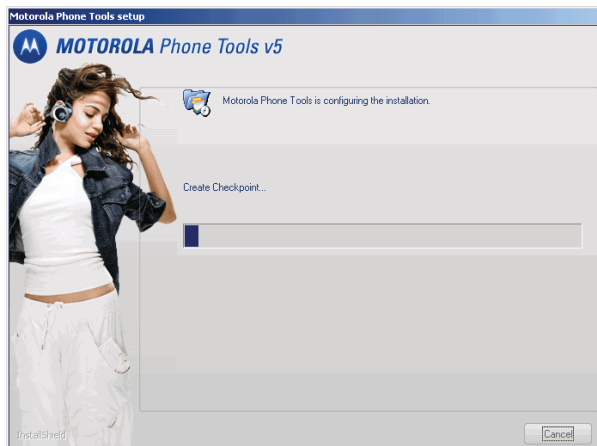 Motorola Phone Tools setup
MOTOROLA Phone Tools v5
Motorola Phone Tools is configuring the installation.
Create Checkpoint...
InstallShield
Cancel